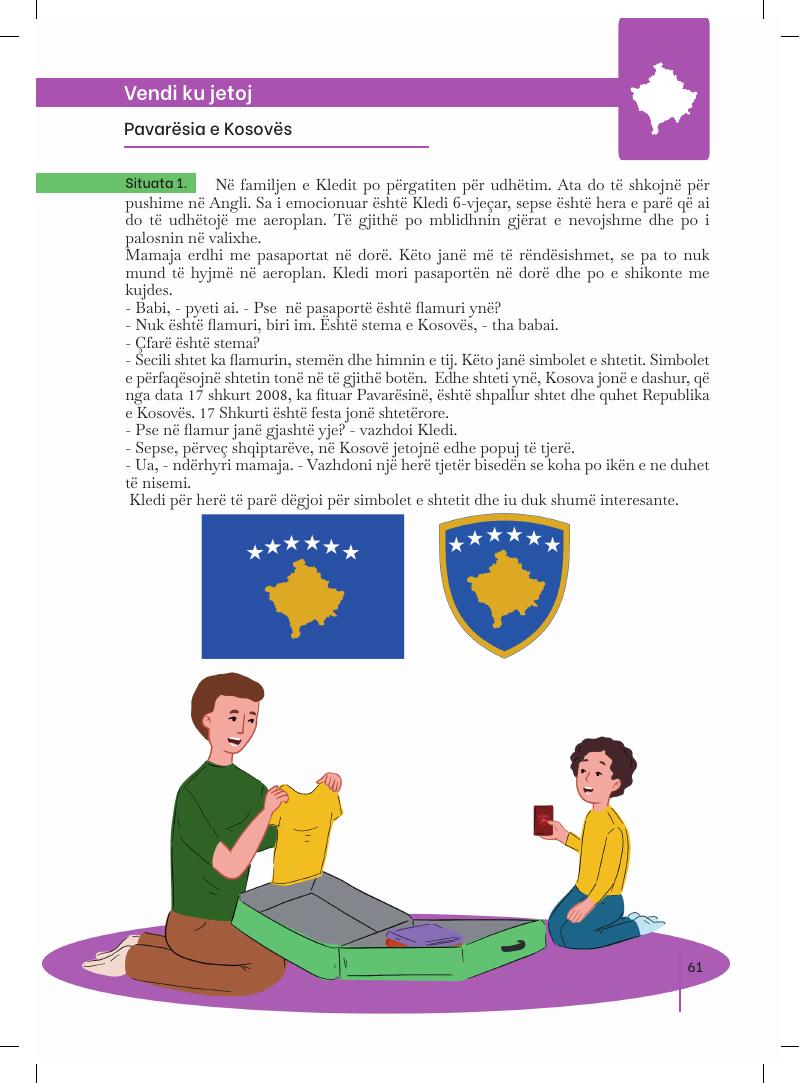 Vendi ku jetoj
Pavarësia e Kosovës
Situata 1. Në familjen e Kledit po përgatiten për udhëtim. Ata do të shkojnë për
pushime në Angli. Sa i emocionuar është Kledi 6-vjeçar, sepse është hera e parë që ai
do të udhëtojë me aeroplan. Të gjithë po mblidhnin gjërat e nevojshme dhe po i
palosnin në valixhe.
Mamaja erdhi me pasaportat në dorë. Këto janë më të rëndësishmet, se pa to nuk
mund të hyjmë në aeroplan. Kledi mori pasaportën në dorë dhe po e shikonte me
kujdes.
- Babi, - pyeti ai. - Pse  në pasaportë është flamuri ynë?
- Nuk është flamuri, biri im. Është stema e Kosovës, - tha babai.
- Çfarë është stema?
- Secili shtet ka flamurin, stemën dhe himnin e tij. Këto janë simbolet e shtetit. Simbolet
e përfaqësojnë shtetin tonë në të gjithë botën.  Edhe shteti ynë, Kosova jonë e dashur, që
nga data 17 shkurt 2008, ka fituar Pavarësinë, është shpallur shtet dhe quhet Republika
e Kosovës. 17 Shkurti është festa jonë shtetërore.
- Pse në flamur janë gjashtë yje? - vazhdoi Kledi.
- Sepse, përveç shqiptarëve, në Kosovë jetojnë edhe popuj të tjerë.
- Ua, - ndërhyri mamaja. - Vazhdoni një herë tjetër bisedën se koha po ikën e ne duhet
të nisemi.
Kledi për herë të parë dëgjoi për simbolet e shtetit dhe iu duk shumë interesante.
61